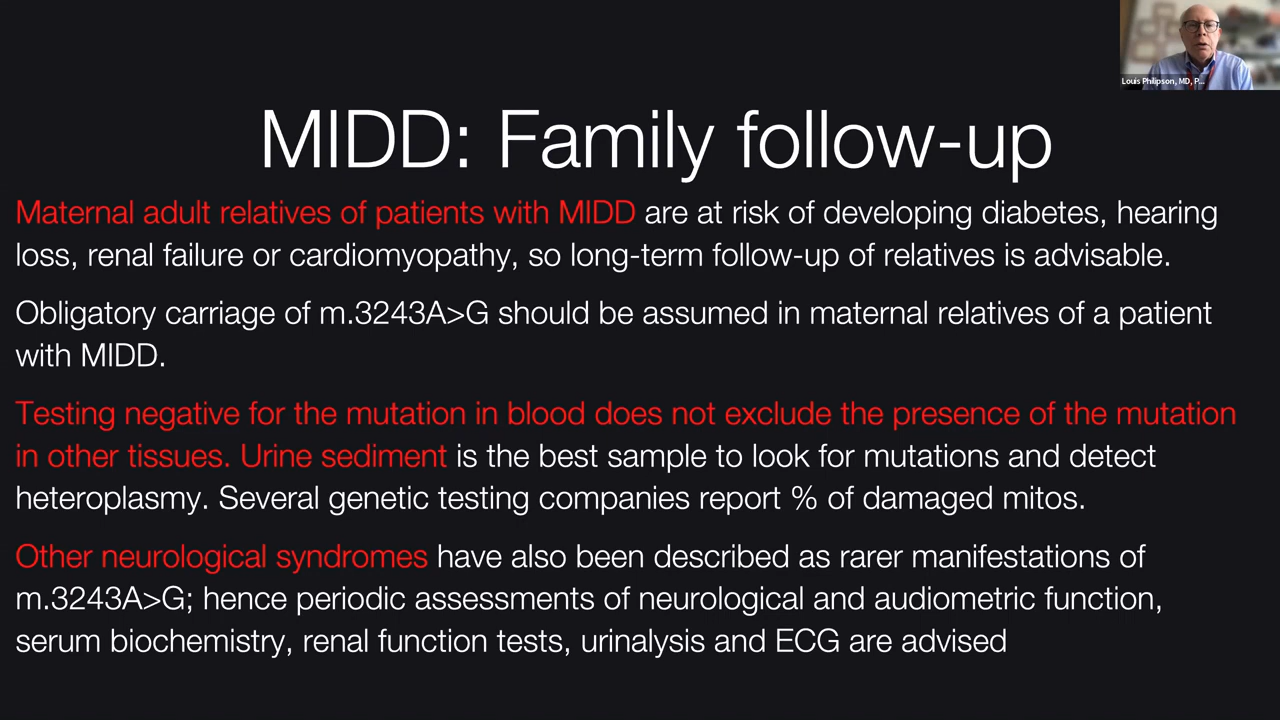 Louis Philipson, MD, P...
MIDD: Family follow-up
Maternal adult relatives of patients with MIDD are at risk of developing diabetes, hearing
loss, renal failure or cardiomyopathy, so long-term follow-up of relatives is advisable.
Obligatory carriage of m.3243A>G should be assumed in maternal relatives of a patient
with MIDD.
Testing negative for the mutation in blood does not exclude the presence of the mutation
in other tissues. Urine sediment is the best sample to look for mutations and detect
heteroplasmy. Several genetic testing companies report % of damaged mitos.
Other neurological syndromes have also been described as rarer manifestations of
m.3243A>G; hence periodic assessments of neurological and audiometric function,
serum biochemistry, renal function tests, urinalysis and ECG are advised